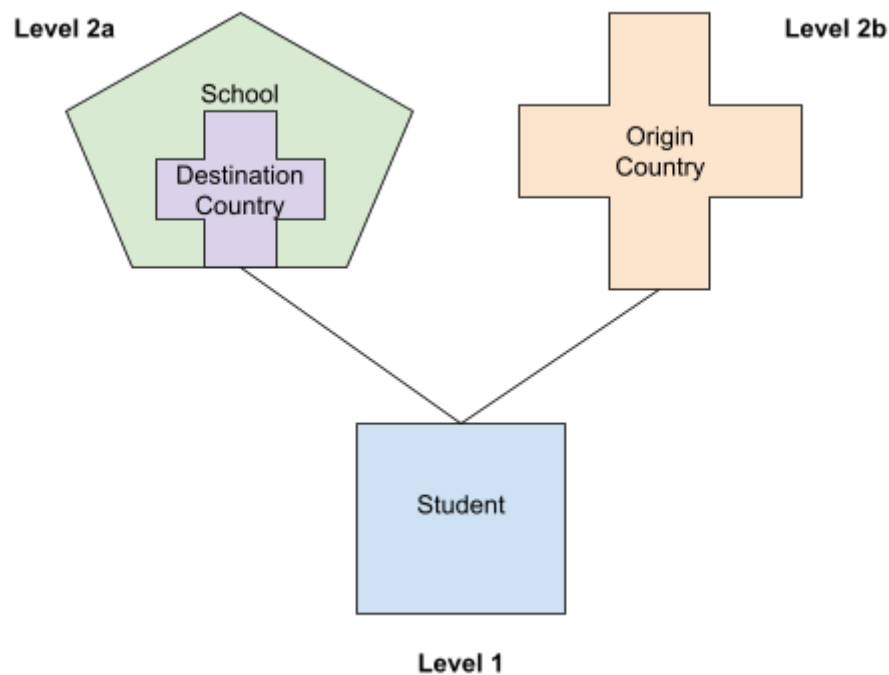 Level 2a
Level 2b
School
Destination
Country
Origin
Country
Student
Level 1